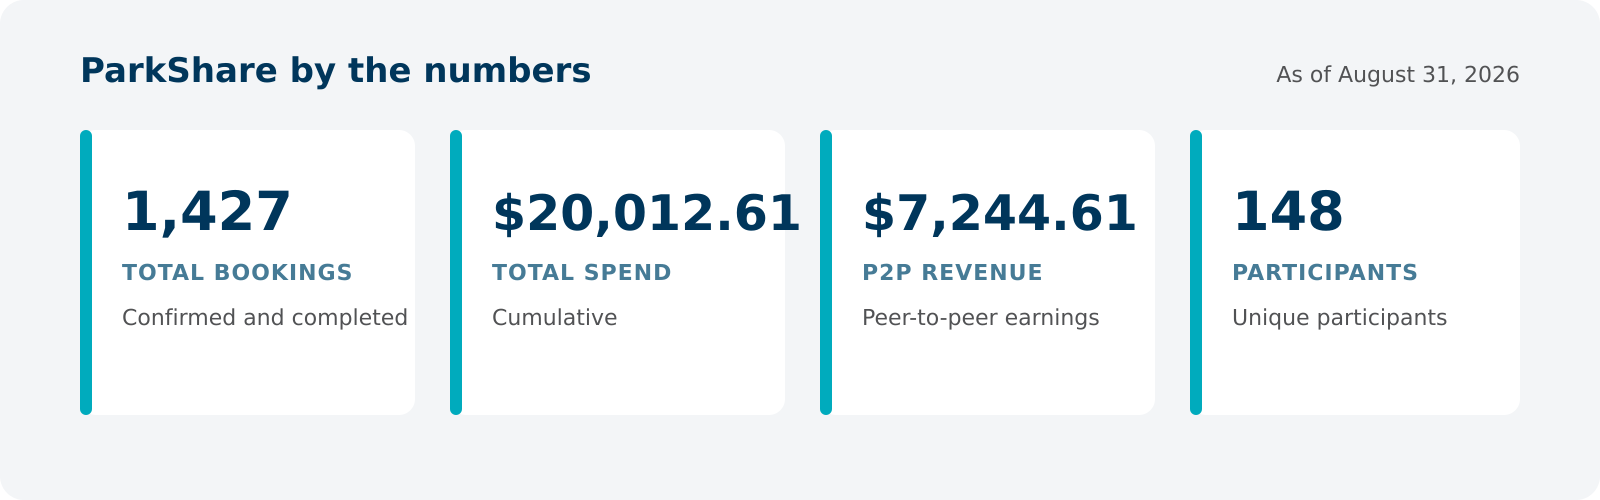 ParkShare by the numbers
As of August 31, 2026
1,427
TOTAL BOOKINGS
Confirmed and completed
$20,012.61
TOTAL SPEND
Cumulative
$7,244.61
P2P REVENUE
Peer-to-peer earnings
148
PARTICIPANTS
Unique participants